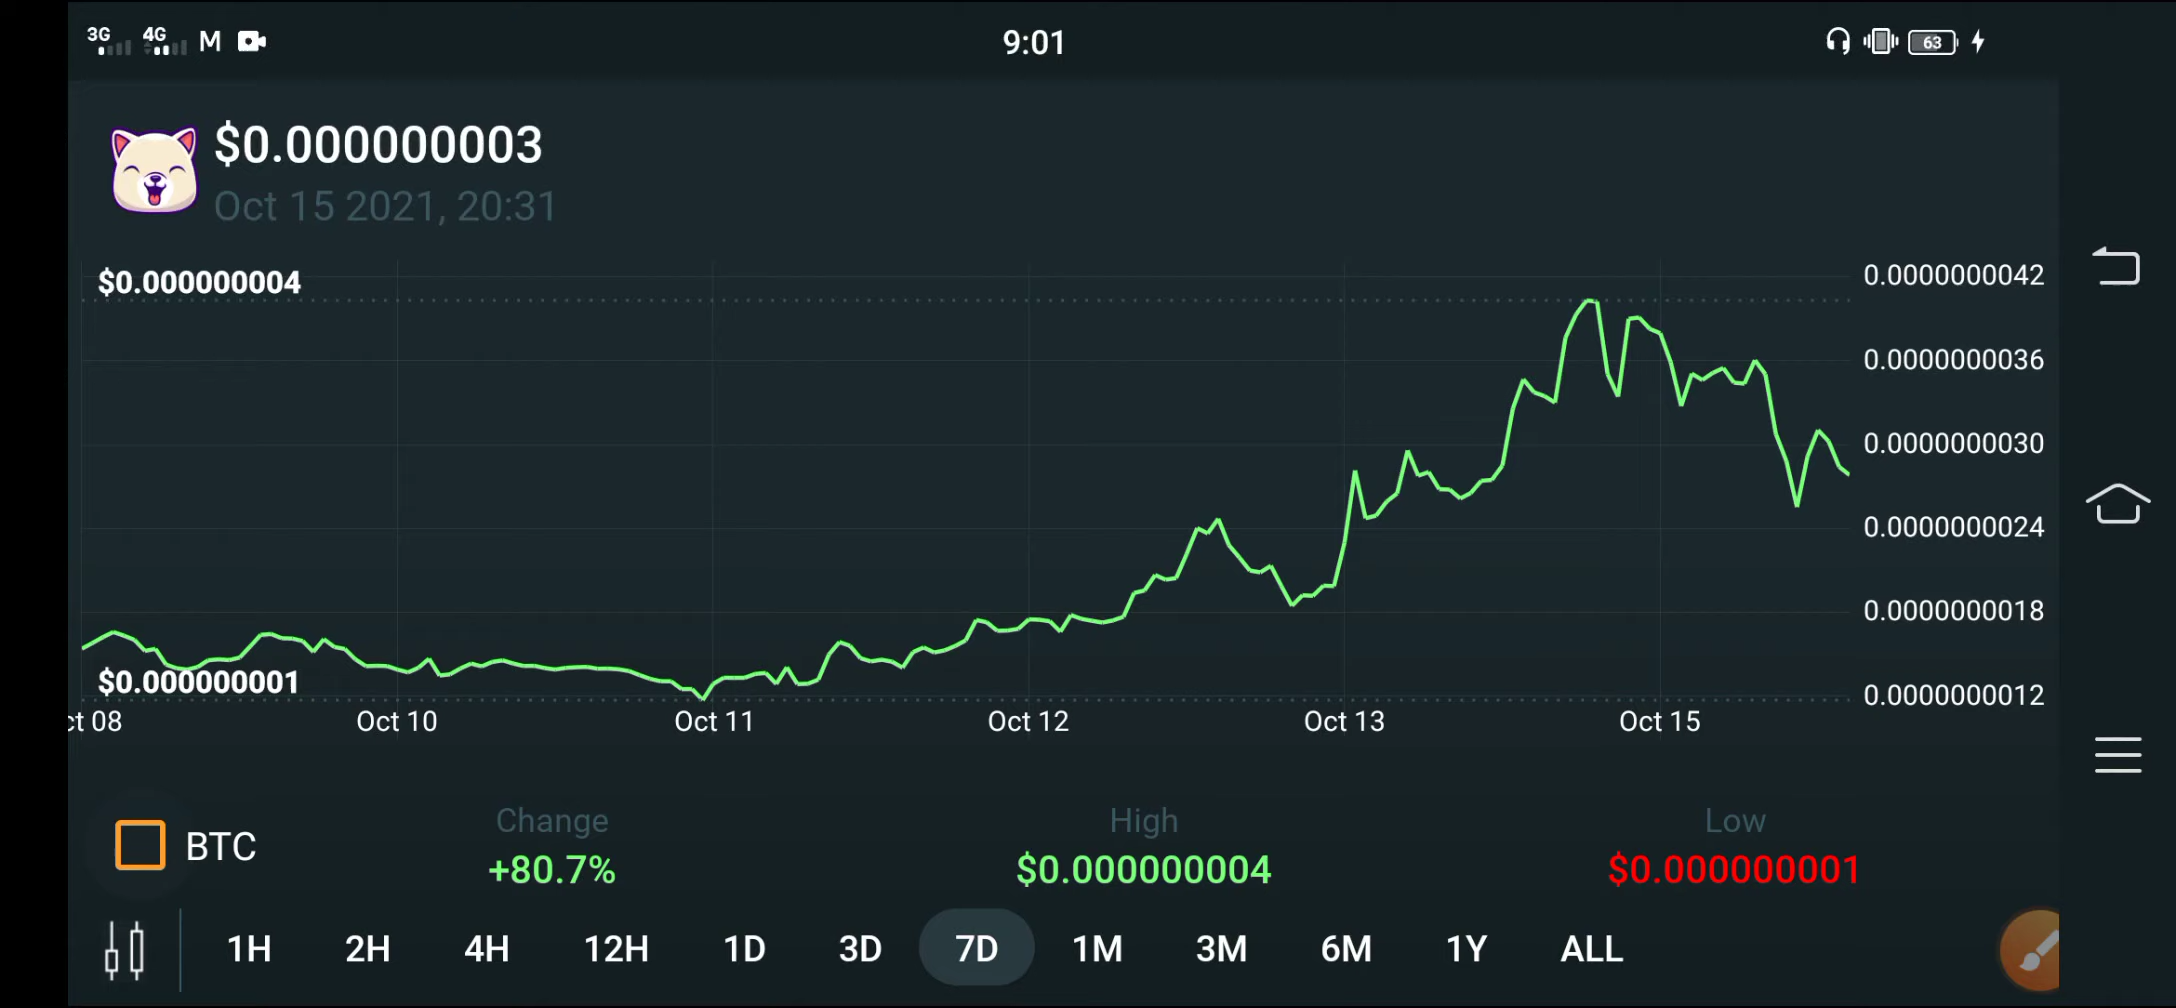 3G 4G M 9:01 63
$0.000000003
Oct 15 2021, 20:31
$0.000000004
0.0000000042
0.0000000036
0.0000000030
0.0000000024
0.0000000018
$0.000000001
0.0000000012
ct 08 Oct 10 Oct 11 Oct 12 Oct 13 Oct 15
BTC
Change High Low
+80.7% $0.000000004 $0.000000001
1H 2H 4H 12H 1D 3D 7D 1M 3M 6M 1Y ALL